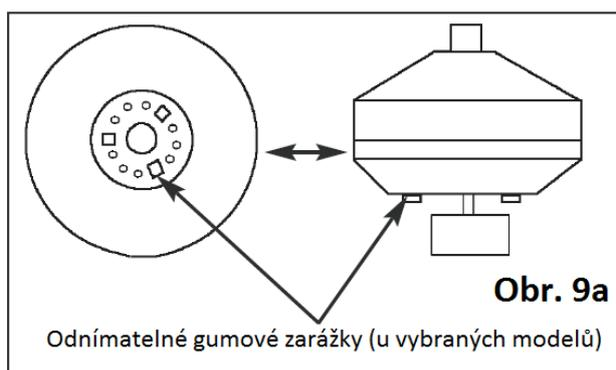 Obr. 9a
Odnímatelné gumové zarážky (u vybraných modelů)